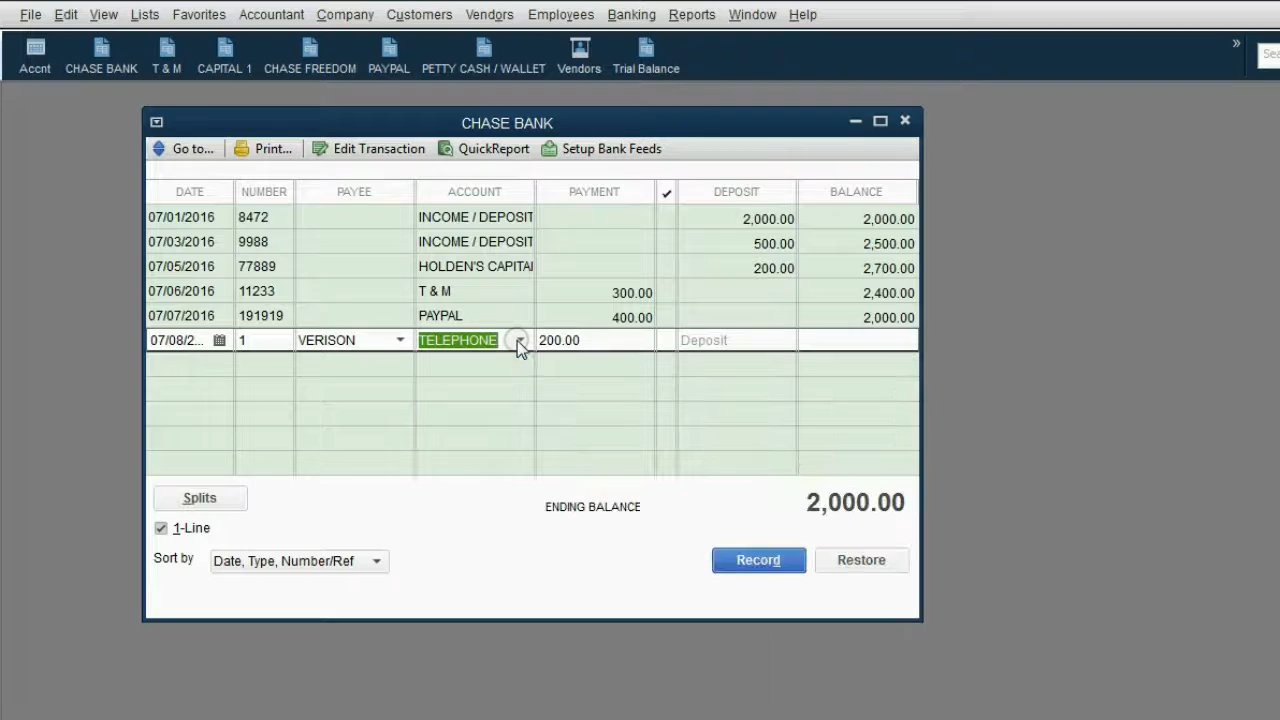 File Edit View Lists Favorites Accountant Company Customers Vendors Employees Banking Reports Window Help
Accnt CHASE BANK T & M CAPITAL 1 CHASE FREEDOM PAYPAL PETTY CASH / WALLET Vendors Trial Balance » Sea
CHASE BANK
Go to... Print... Edit Transaction QuickReport Setup Bank Feeds
DATE NUMBER PAYEE ACCOUNT PAYMENT ✓ DEPOSIT BALANCE
07/01/2016 8472 INCOME / DEPOSIT 2,000.00 2,000.00
07/03/2016 9988 INCOME / DEPOSIT 500.00 2,500.00
07/05/2016 77889 HOLDEN'S CAPITAI 200.00 2,700.00
07/06/2016 11233 T & M 300.00 2,400.00
07/07/2016 191919 PAYPAL 400.00 2,000.00
07/08/2... 1 VERISON TELEPHONE 200.00 Deposit
Splits
ENDING BALANCE 2,000.00
1-Line
Sort by Date, Type, Number/Ref
Record Restore